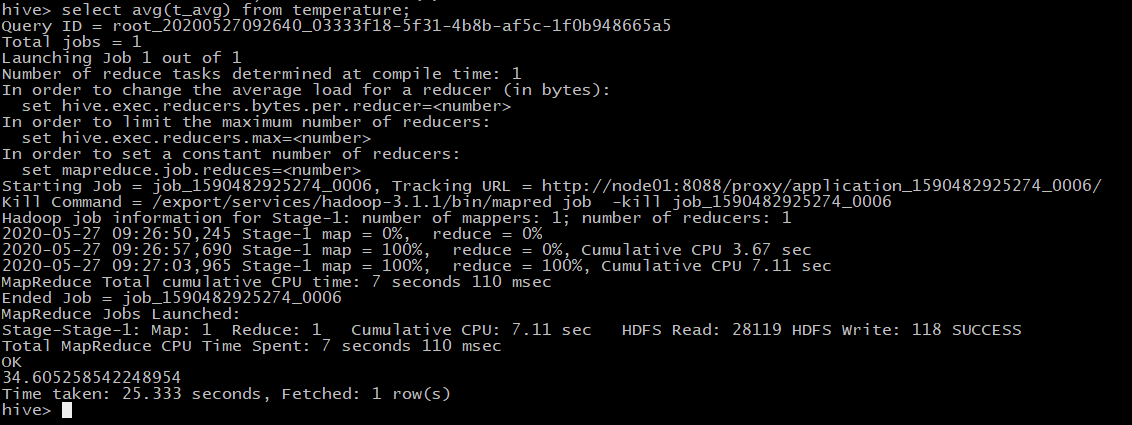 hive> select avg(t_avg) from temperature;
Query ID = root_20200527092640_03333f18-5f31-4b8b-af5c-1f0b948665a5
Total jobs = 1
Launching Job 1 out of 1
Number of reduce tasks determined at compile time: 1
In order to change the average load for a reducer (in bytes):
  set hive.exec.reducers.bytes.per.reducer=<number>
In order to limit the maximum number of reducers:
  set hive.exec.reducers.max=<number>
In order to set a constant number of reducers:
  set mapreduce.job.reduces=<number>
Starting Job = job_1590482925274_0006, Tracking URL = http://node01:8088/proxy/application_1590482925274_0006/
Kill Command = /export/services/hadoop-3.1.1/bin/mapred job  -kill job_1590482925274_0006
Hadoop job information for Stage-1: number of mappers: 1; number of reducers: 1
2020-05-27 09:26:50,245 Stage-1 map = 0%,  reduce = 0%
2020-05-27 09:26:57,690 Stage-1 map = 100%,  reduce = 0%, Cumulative CPU 3.67 sec
2020-05-27 09:27:03,965 Stage-1 map = 100%,  reduce = 100%, Cumulative CPU 7.11 sec
MapReduce Total cumulative CPU time: 7 seconds 110 msec
Ended Job = job_1590482925274_0006
MapReduce Jobs Launched:
Stage-Stage-1: Map: 1  Reduce: 1   Cumulative CPU: 7.11 sec   HDFS Read: 28119 HDFS Write: 118 SUCCESS
Total MapReduce CPU Time Spent: 7 seconds 110 msec
OK
34.605258542248954
Time taken: 25.333 seconds, Fetched: 1 row(s)
hive>